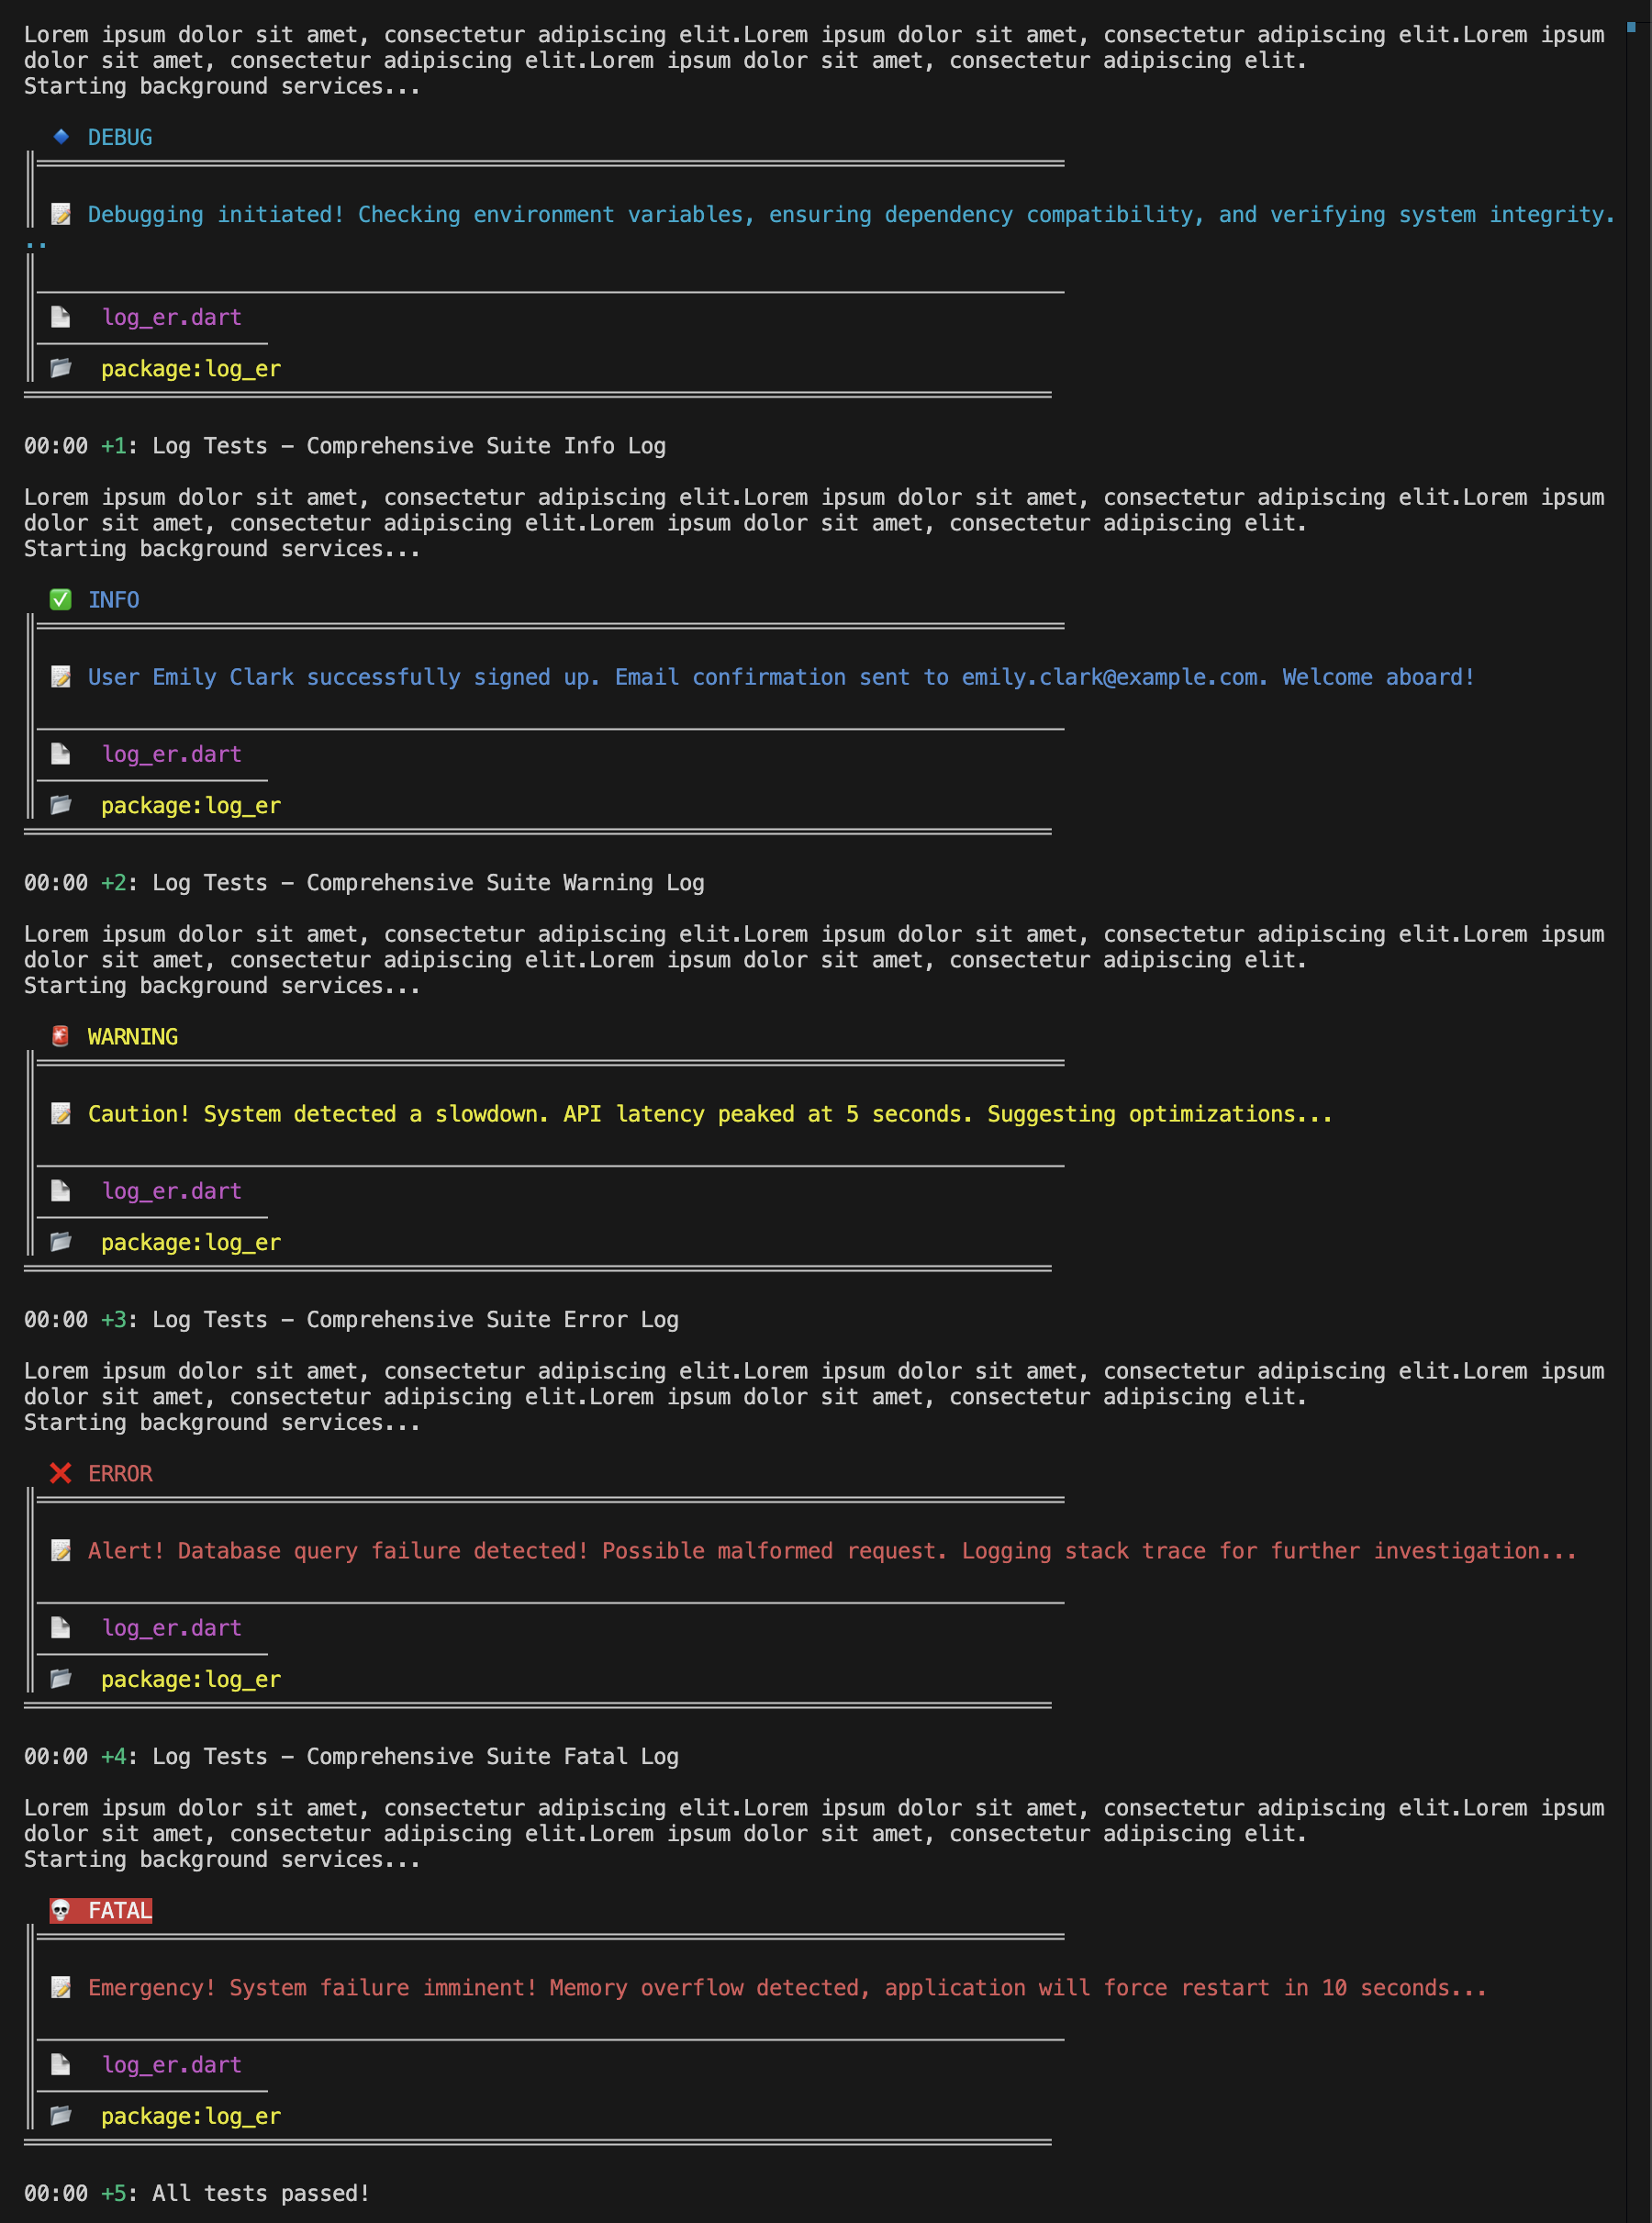 Lorem ipsum dolor sit amet, consectetur adipiscing elit.Lorem ipsum dolor sit amet, consectetur adipiscing elit.Lorem ipsum
dolor sit amet, consectetur adipiscing elit.Lorem ipsum dolor sit amet, consectetur adipiscing elit.
Starting background services...
🔹 DEBUG
📝 Debugging initiated! Checking environment variables, ensuring dependency compatibility, and verifying system integrity.
..
📄 log_er.dart
📂 package:log_er
00:00 +1: Log Tests - Comprehensive Suite Info Log
Lorem ipsum dolor sit amet, consectetur adipiscing elit.Lorem ipsum dolor sit amet, consectetur adipiscing elit.Lorem ipsum
dolor sit amet, consectetur adipiscing elit.Lorem ipsum dolor sit amet, consectetur adipiscing elit.
Starting background services...
✅ INFO
📝 User Emily Clark successfully signed up. Email confirmation sent to emily.clark@example.com. Welcome aboard!
📄 log_er.dart
📂 package:log_er
00:00 +2: Log Tests - Comprehensive Suite Warning Log
Lorem ipsum dolor sit amet, consectetur adipiscing elit.Lorem ipsum dolor sit amet, consectetur adipiscing elit.Lorem ipsum
dolor sit amet, consectetur adipiscing elit.Lorem ipsum dolor sit amet, consectetur adipiscing elit.
Starting background services...
🚨 WARNING
📝 Caution! System detected a slowdown. API latency peaked at 5 seconds. Suggesting optimizations...
📄 log_er.dart
📂 package:log_er
00:00 +3: Log Tests - Comprehensive Suite Error Log
Lorem ipsum dolor sit amet, consectetur adipiscing elit.Lorem ipsum dolor sit amet, consectetur adipiscing elit.Lorem ipsum
dolor sit amet, consectetur adipiscing elit.Lorem ipsum dolor sit amet, consectetur adipiscing elit.
Starting background services...
❌ ERROR
📝 Alert! Database query failure detected! Possible malformed request. Logging stack trace for further investigation...
📄 log_er.dart
📂 package:log_er
00:00 +4: Log Tests - Comprehensive Suite Fatal Log
Lorem ipsum dolor sit amet, consectetur adipiscing elit.Lorem ipsum dolor sit amet, consectetur adipiscing elit.Lorem ipsum
dolor sit amet, consectetur adipiscing elit.Lorem ipsum dolor sit amet, consectetur adipiscing elit.
Starting background services...
💀 FATAL
📝 Emergency! System failure imminent! Memory overflow detected, application will force restart in 10 seconds...
📄 log_er.dart
📂 package:log_er
00:00 +5: All tests passed!